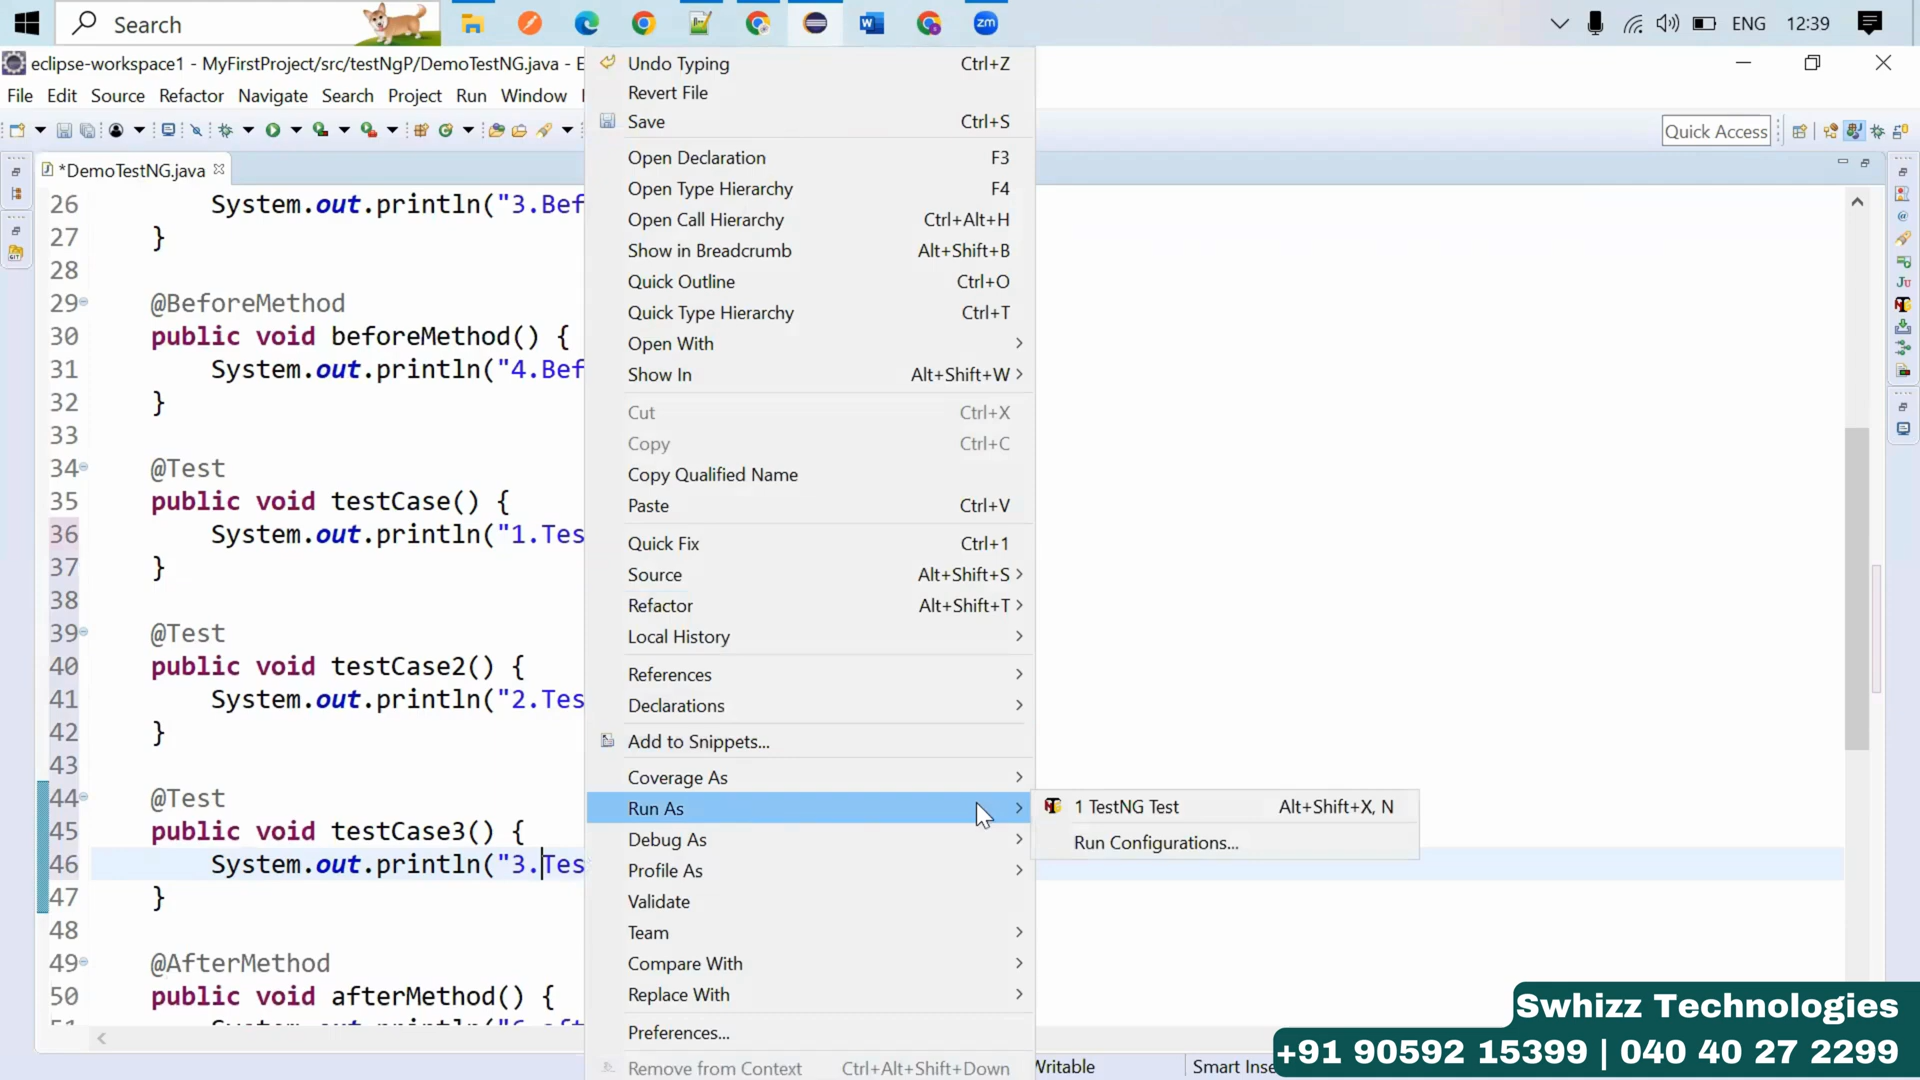 Search
ENG
12:39
eclipse-workspace1 - MyFirstProject/src/testNgP/DemoTestNG.java - E
File Edit Source Refactor Navigate Search Project Run Window
Quick Access
*DemoTestNG.java
26 System.out.println("3.Bef
27 }
28
29 @BeforeMethod
30 public void beforeMethod() {
31 System.out.println("4.Bef
32 }
33
34 @Test
35 public void testCase() {
36 System.out.println("1.Tes
37 }
38
39 @Test
40 public void testCase2() {
41 System.out.println("2.Tes
42 }
43
44 @Test
45 public void testCase3() {
46 System.out.println("3.Tes
47 }
48
49 @AfterMethod
50 public void afterMethod() {
Undo Typing Ctrl+Z
Revert File
Save Ctrl+S
Open Declaration F3
Open Type Hierarchy F4
Open Call Hierarchy Ctrl+Alt+H
Show in Breadcrumb Alt+Shift+B
Quick Outline Ctrl+O
Quick Type Hierarchy Ctrl+T
Open With
Show In Alt+Shift+W
Cut Ctrl+X
Copy Ctrl+C
Copy Qualified Name
Paste Ctrl+V
Quick Fix Ctrl+1
Source Alt+Shift+S
Refactor Alt+Shift+T
Local History
References
Declarations
Add to Snippets...
Coverage As
Run As
Debug As
Profile As
Validate
Team
Compare With
Replace With
Preferences...
Remove from Context Ctrl+Alt+Shift+Down
1 TestNG Test Alt+Shift+X, N
Run Configurations...
Writable
Smart Inse
Swhizz Technologies
+91 90592 15399 | 040 40 27 2299